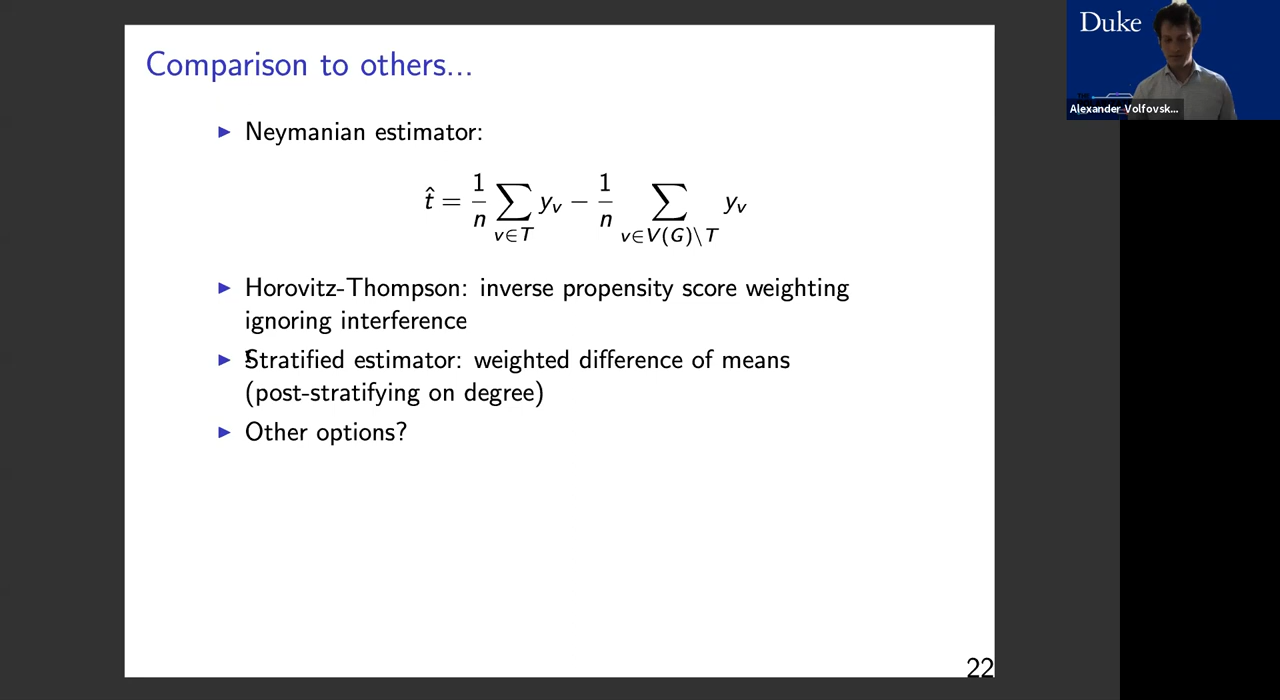 Comparison to others...
▶ Neymanian estimator:
t̂ = 1/n ∑_{v∈T} y_v − 1/n ∑_{v∈V(G)\T} y_v
▶ Horovitz-Thompson: inverse propensity score weighting
ignoring interference
▶ Stratified estimator: weighted difference of means
(post-stratifying on degree)
▶ Other options?
22
Duke
Alexander Volfovsk...